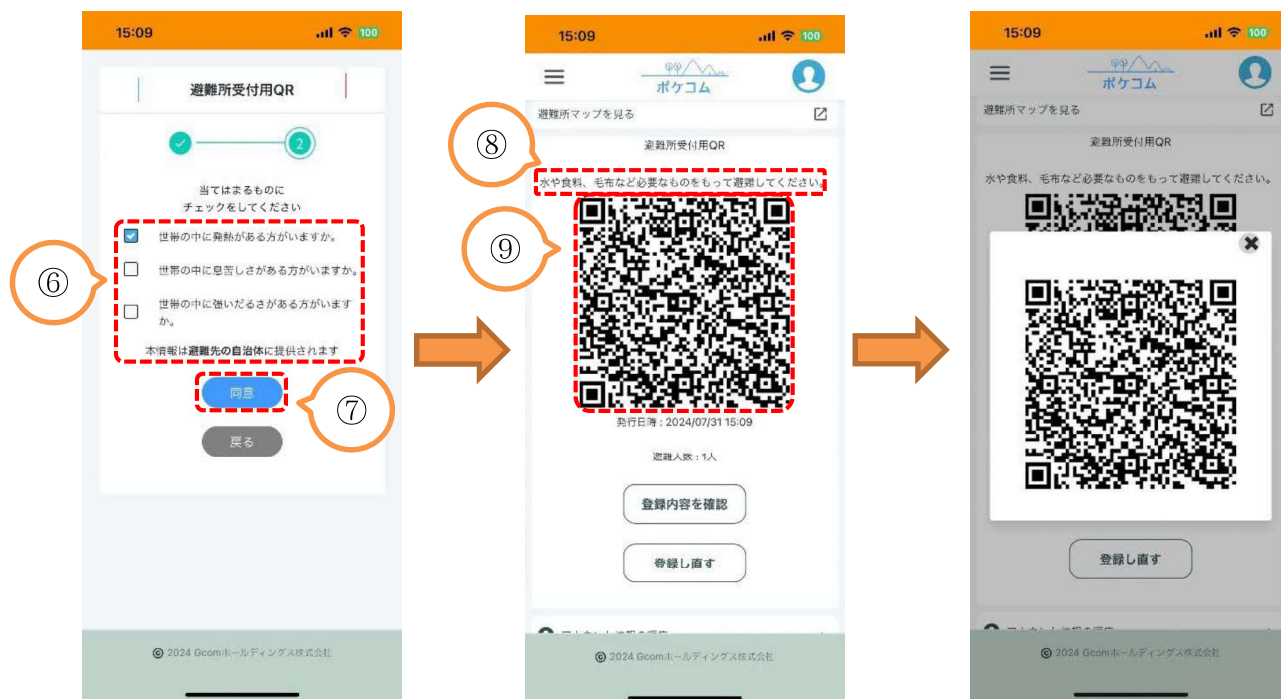 15:09
100
避難所受付用QR
2
当てはまるものに
チェックをしてください
世帯の中に発熱がある方がいますか。
世帯の中に息苦しさがある方がいますか。
世帯の中に強いだるさがある方がいます
か。
本情報は避難先の自治体に提供されます
⑥
同意
⑦
戻る
© 2024 Gcomホールディングス株式会社
15:09
100
ポケコム
避難所マップを見る
⑧
避難所受付用QR
水や食料、毛布など必要なものをもって避難してください。
⑨
発行日時：2024/07/31 15:09
避難人数：1人
登録内容を確認
登録し直す
© 2024 Gcomホールディングス株式会社
15:09
100
ポケコム
避難所マップを見る
避難所受付用QR
水や食料、毛布など必要なものをもって避難してください。
登録し直す
© 2024 Gcomホールディングス株式会社